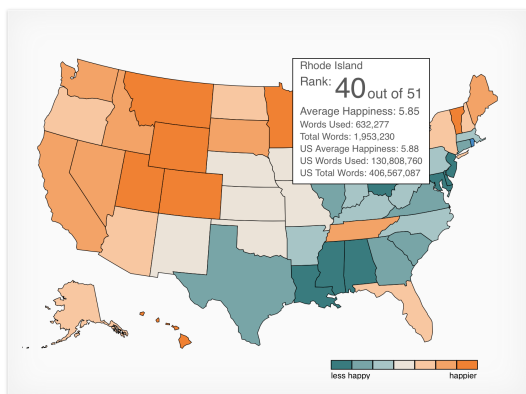 Rhode Island
Rank: 40 out of 51
Average Happiness: 5.85
Words Used: 632,277
Total Words: 1,953,230
US Average Happiness: 5.88
US Words Used: 130,808,760
US Total Words: 406,567,087
less happy happier